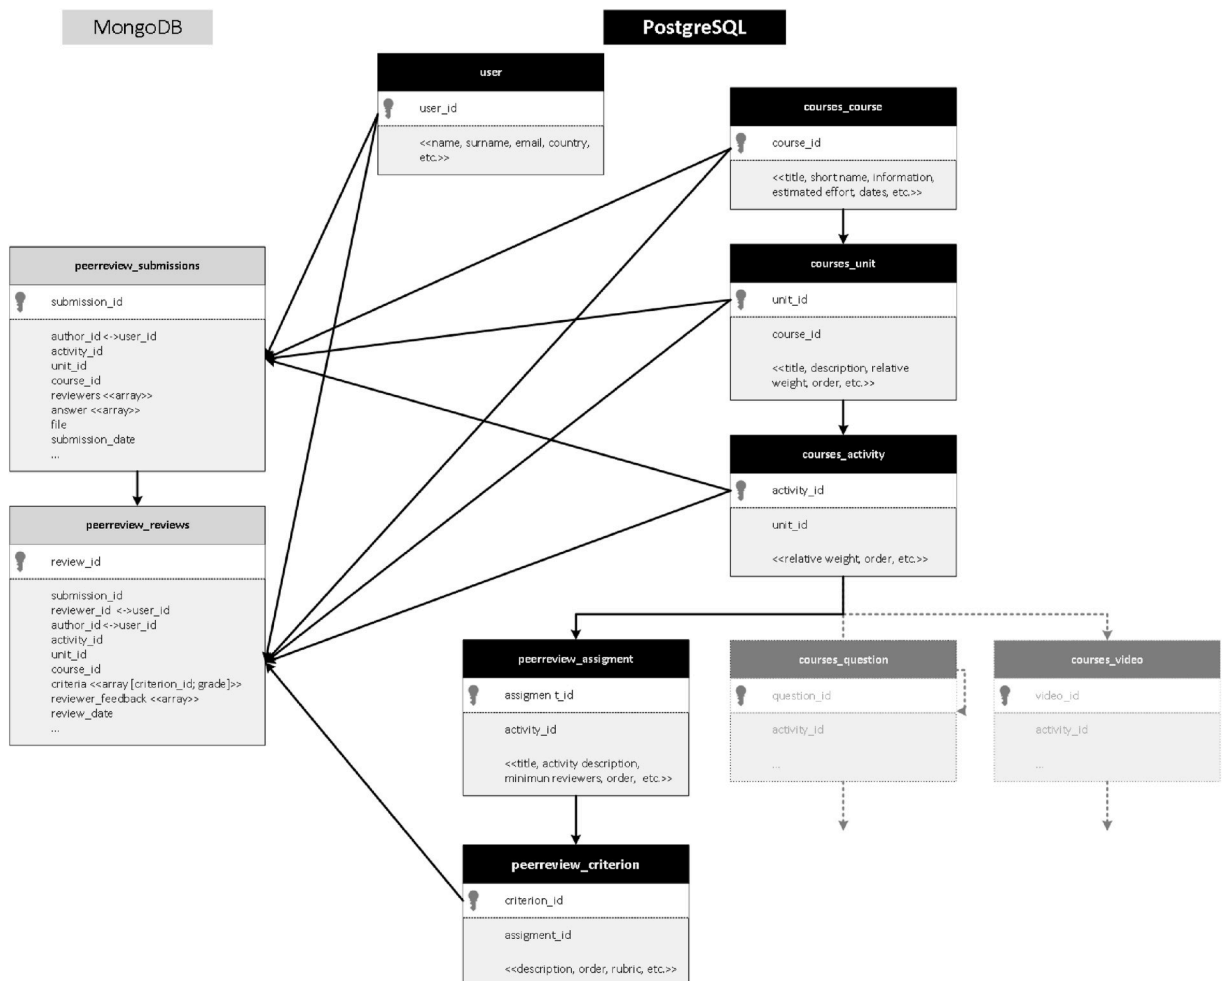 MongoDB
PostgreSQL
user
user_id
<<name, surname, email, country,
etc.>>
courses_course
course_id
<<title, short name, information,
estimated effort, dates, etc.>>
peerreview_submissions
submission_id
author_id <->user_id
activity_id
unit_id
course_id
reviewers <<array>>
answer <<array>>
file
submission_date
...
courses_unit
unit_id
course_id
<<title, description, relative
weight, order, etc.>>
courses_activity
activity_id
unit_id
<<relative weight, order, etc.>>
peerreview_reviews
review_id
submission_id
reviewer_id <->user_id
author_id <->user_id
activity_id
unit_id
course_id
criteria <<array [criterion_id; grade]>>
reviewer_feedback <<array>>
review_date
...
peerreview_assigment
assigmen t_id
activity_id
<<title, activity description,
minimun reviewers, order, etc.>>
courses_question
question_id
activity_id
...
courses_video
video_id
activity_id
...
peerreview_criterion
criterion_id
assigment_id
<<description, order, rubric, etc.>>